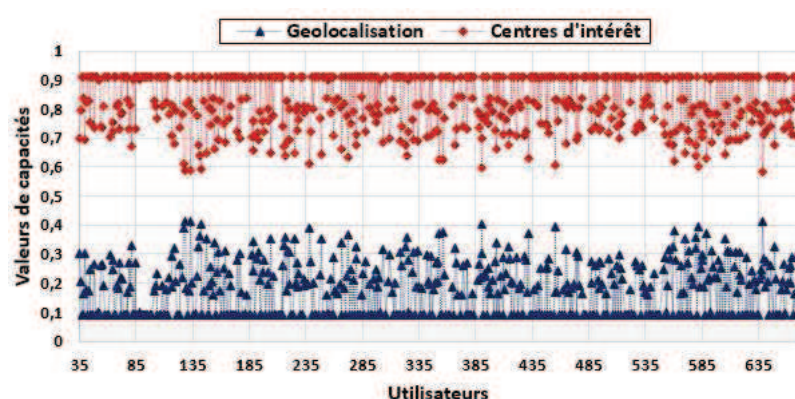 Geolocalisation Centres d'intérêt
Valeurs de capacités
1
0,9
0,8
0,7
0,6
0,5
0,4
0,3
0,2
0,1
0
35 85 135 185 235 285 335 385 435 485 535 585 635
Utilisateurs